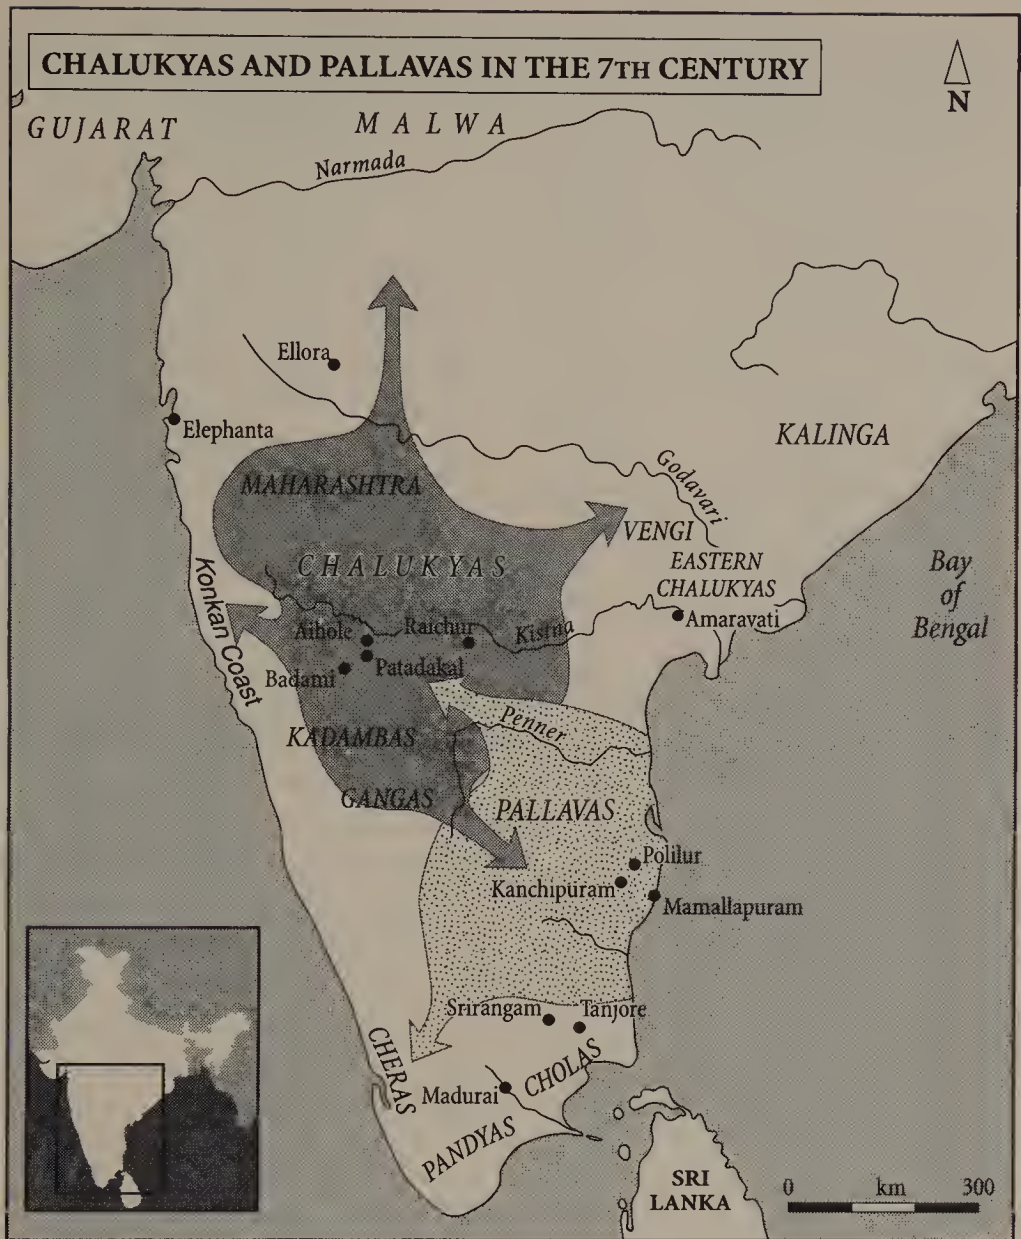 CHALUKYAS AND PALLAVAS IN THE 7TH CENTURY
N
GUJARAT
MALWA
Narmada
Ellora
Elephanta
KALINGA
MAHARASHTRA
Godavari
VENGI
CHALUKYAS
EASTERN
CHALUKYAS
Bay
of
Bengal
Konkan Coast
Amaravati
Aihole
Raichur
Kistna
Patadakal
Badami
Penner
KADAMBAS
GANGAS
PALLAVAS
Polilur
Kanchipuram
Mamallapuram
Srirangam
Tanjore
CHERAS
CHOLAS
Madurai
PANDYAS
SRI
LANKA
0 km 300